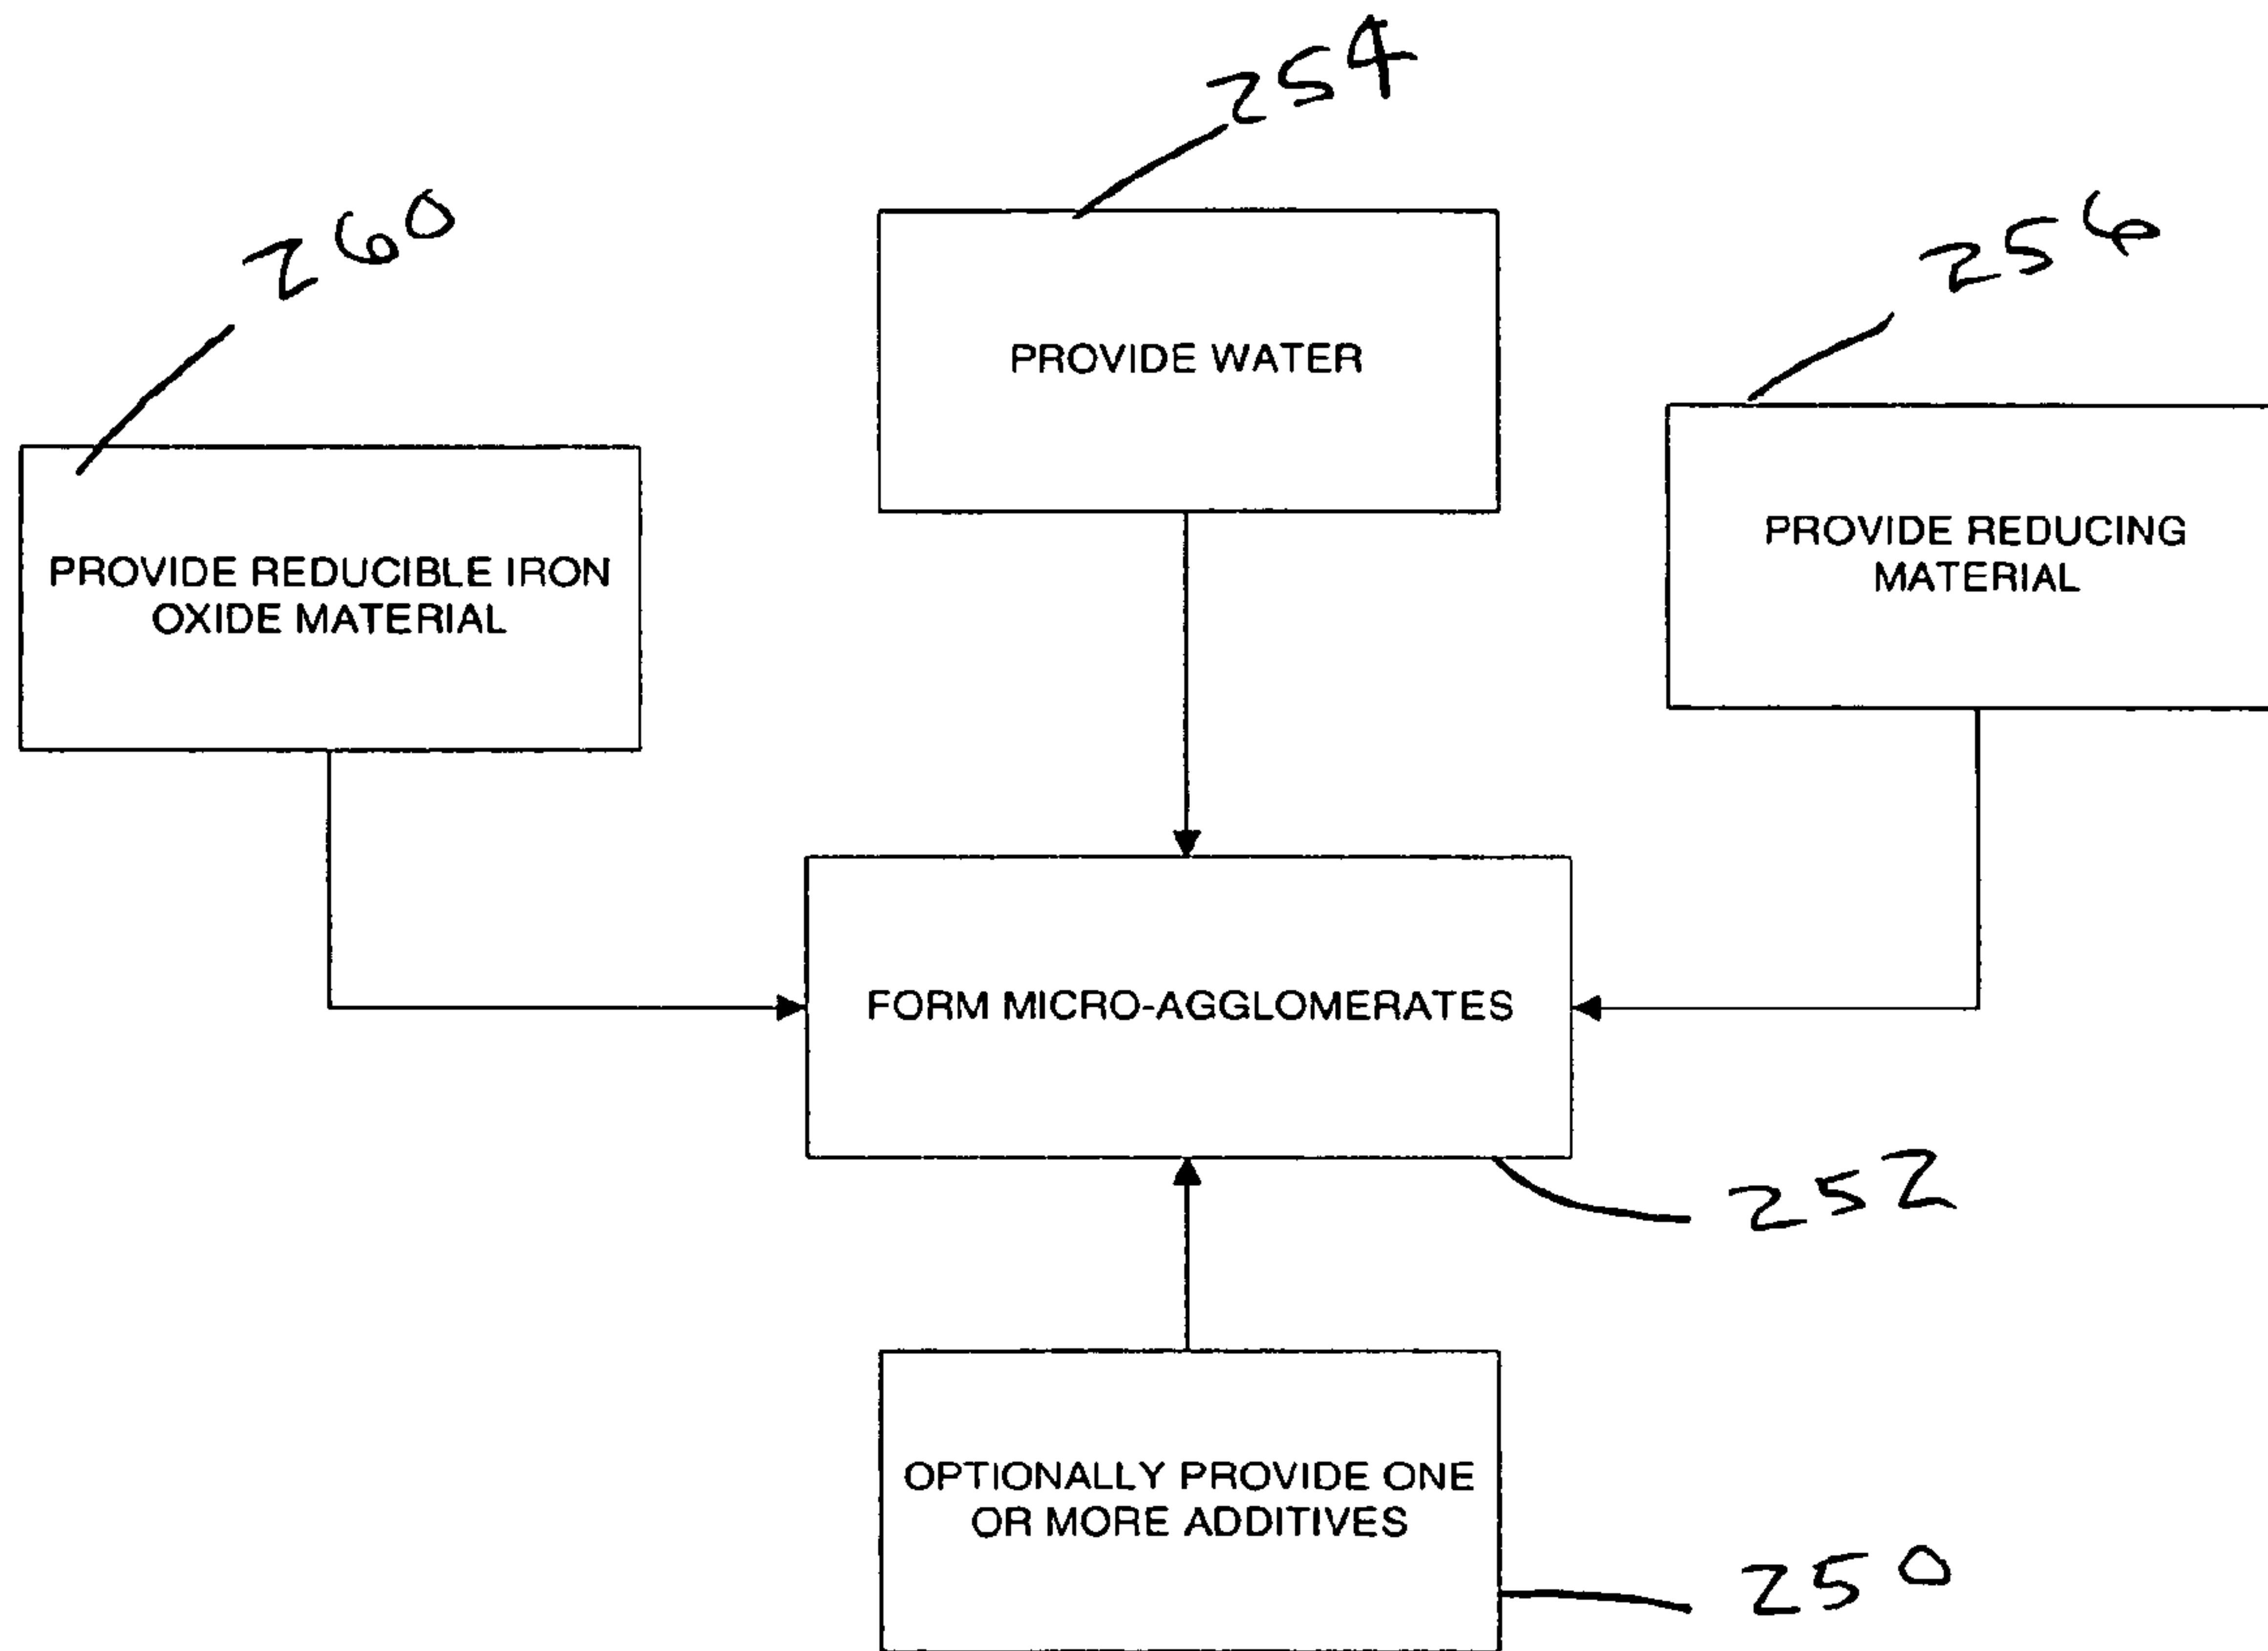 254
260
256
PROVIDE WATER
PROVIDE REDUCING
MATERIAL
PROVIDE REDUCIBLE IRON
OXIDE MATERIAL
FORM MICRO-AGGLOMERATES
252
OPTIONALLY PROVIDE ONE
OR MORE ADDITIVES
250